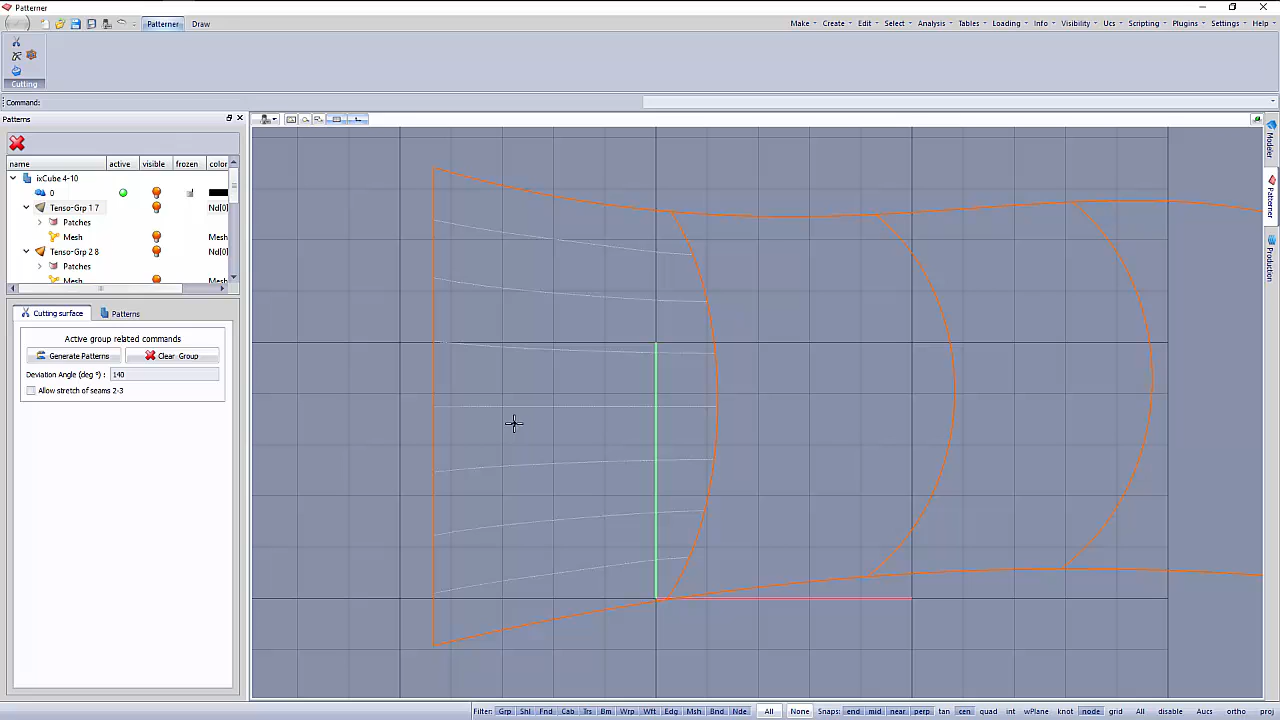 Patterner
Patterner Draw Make Create Edit Select Analysis Tables Loading Info Visibility Ucs Scripting Plugins Settings Help
Cutting
Command:
Patterns
name active visible frozen color
ixCube 4-10
0
Tenso-Grp 1 7 Nd[0]
Patches
Mesh Mesh
Tenso-Grp 2 8 Nd[0]
Patches
Mesh Mesh
Cutting surface Patterns
Active group related commands
Generate Patterns Clear Group
Deviation Angle (deg °) : 140
Allow stretch of seams 2-3
Modeler
Patterner
Production
Filter: Grp Shl Fnd Cab Trs Bm Wrp Wft Edg Msh Bnd Nde All None Snaps: end mid near perp tan cen quad int wPlane knot node grid All disable Aucs ortho proj